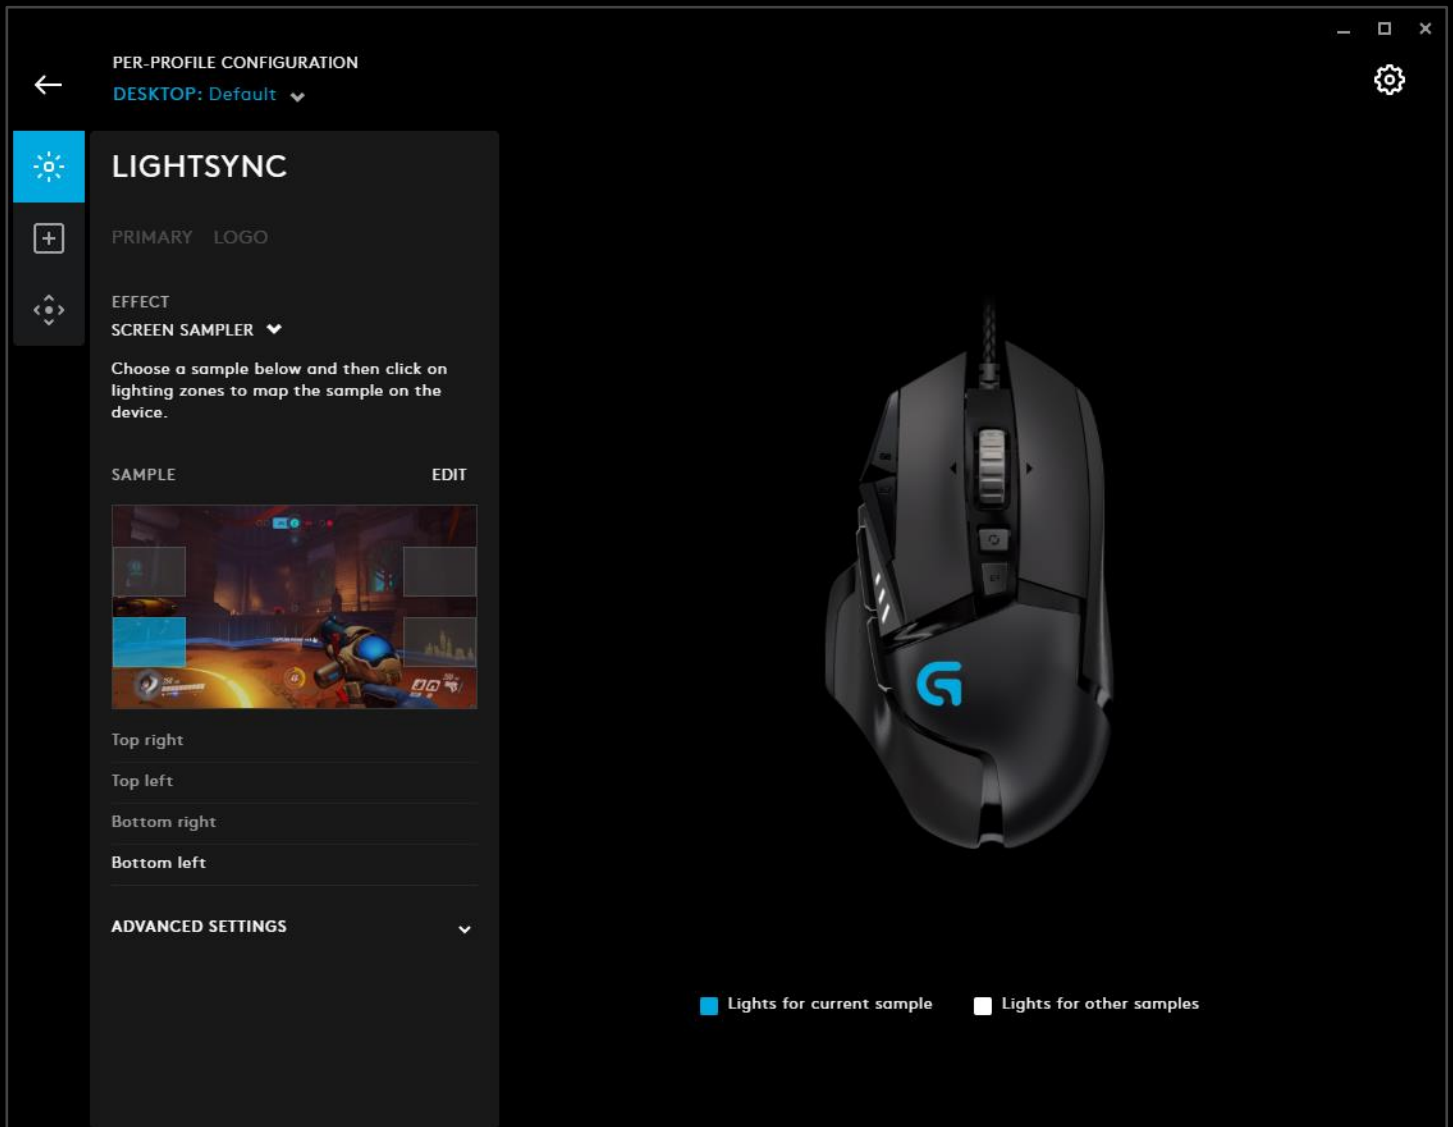 PER-PROFILE CONFIGURATION
DESKTOP: Default
LIGHTSYNC
PRIMARY LOGO
EFFECT
SCREEN SAMPLER
Choose a sample below and then click on
lighting zones to map the sample on the
device.
SAMPLE EDIT
Top right
Top left
Bottom right
Bottom left
ADVANCED SETTINGS
Lights for current sample
Lights for other samples